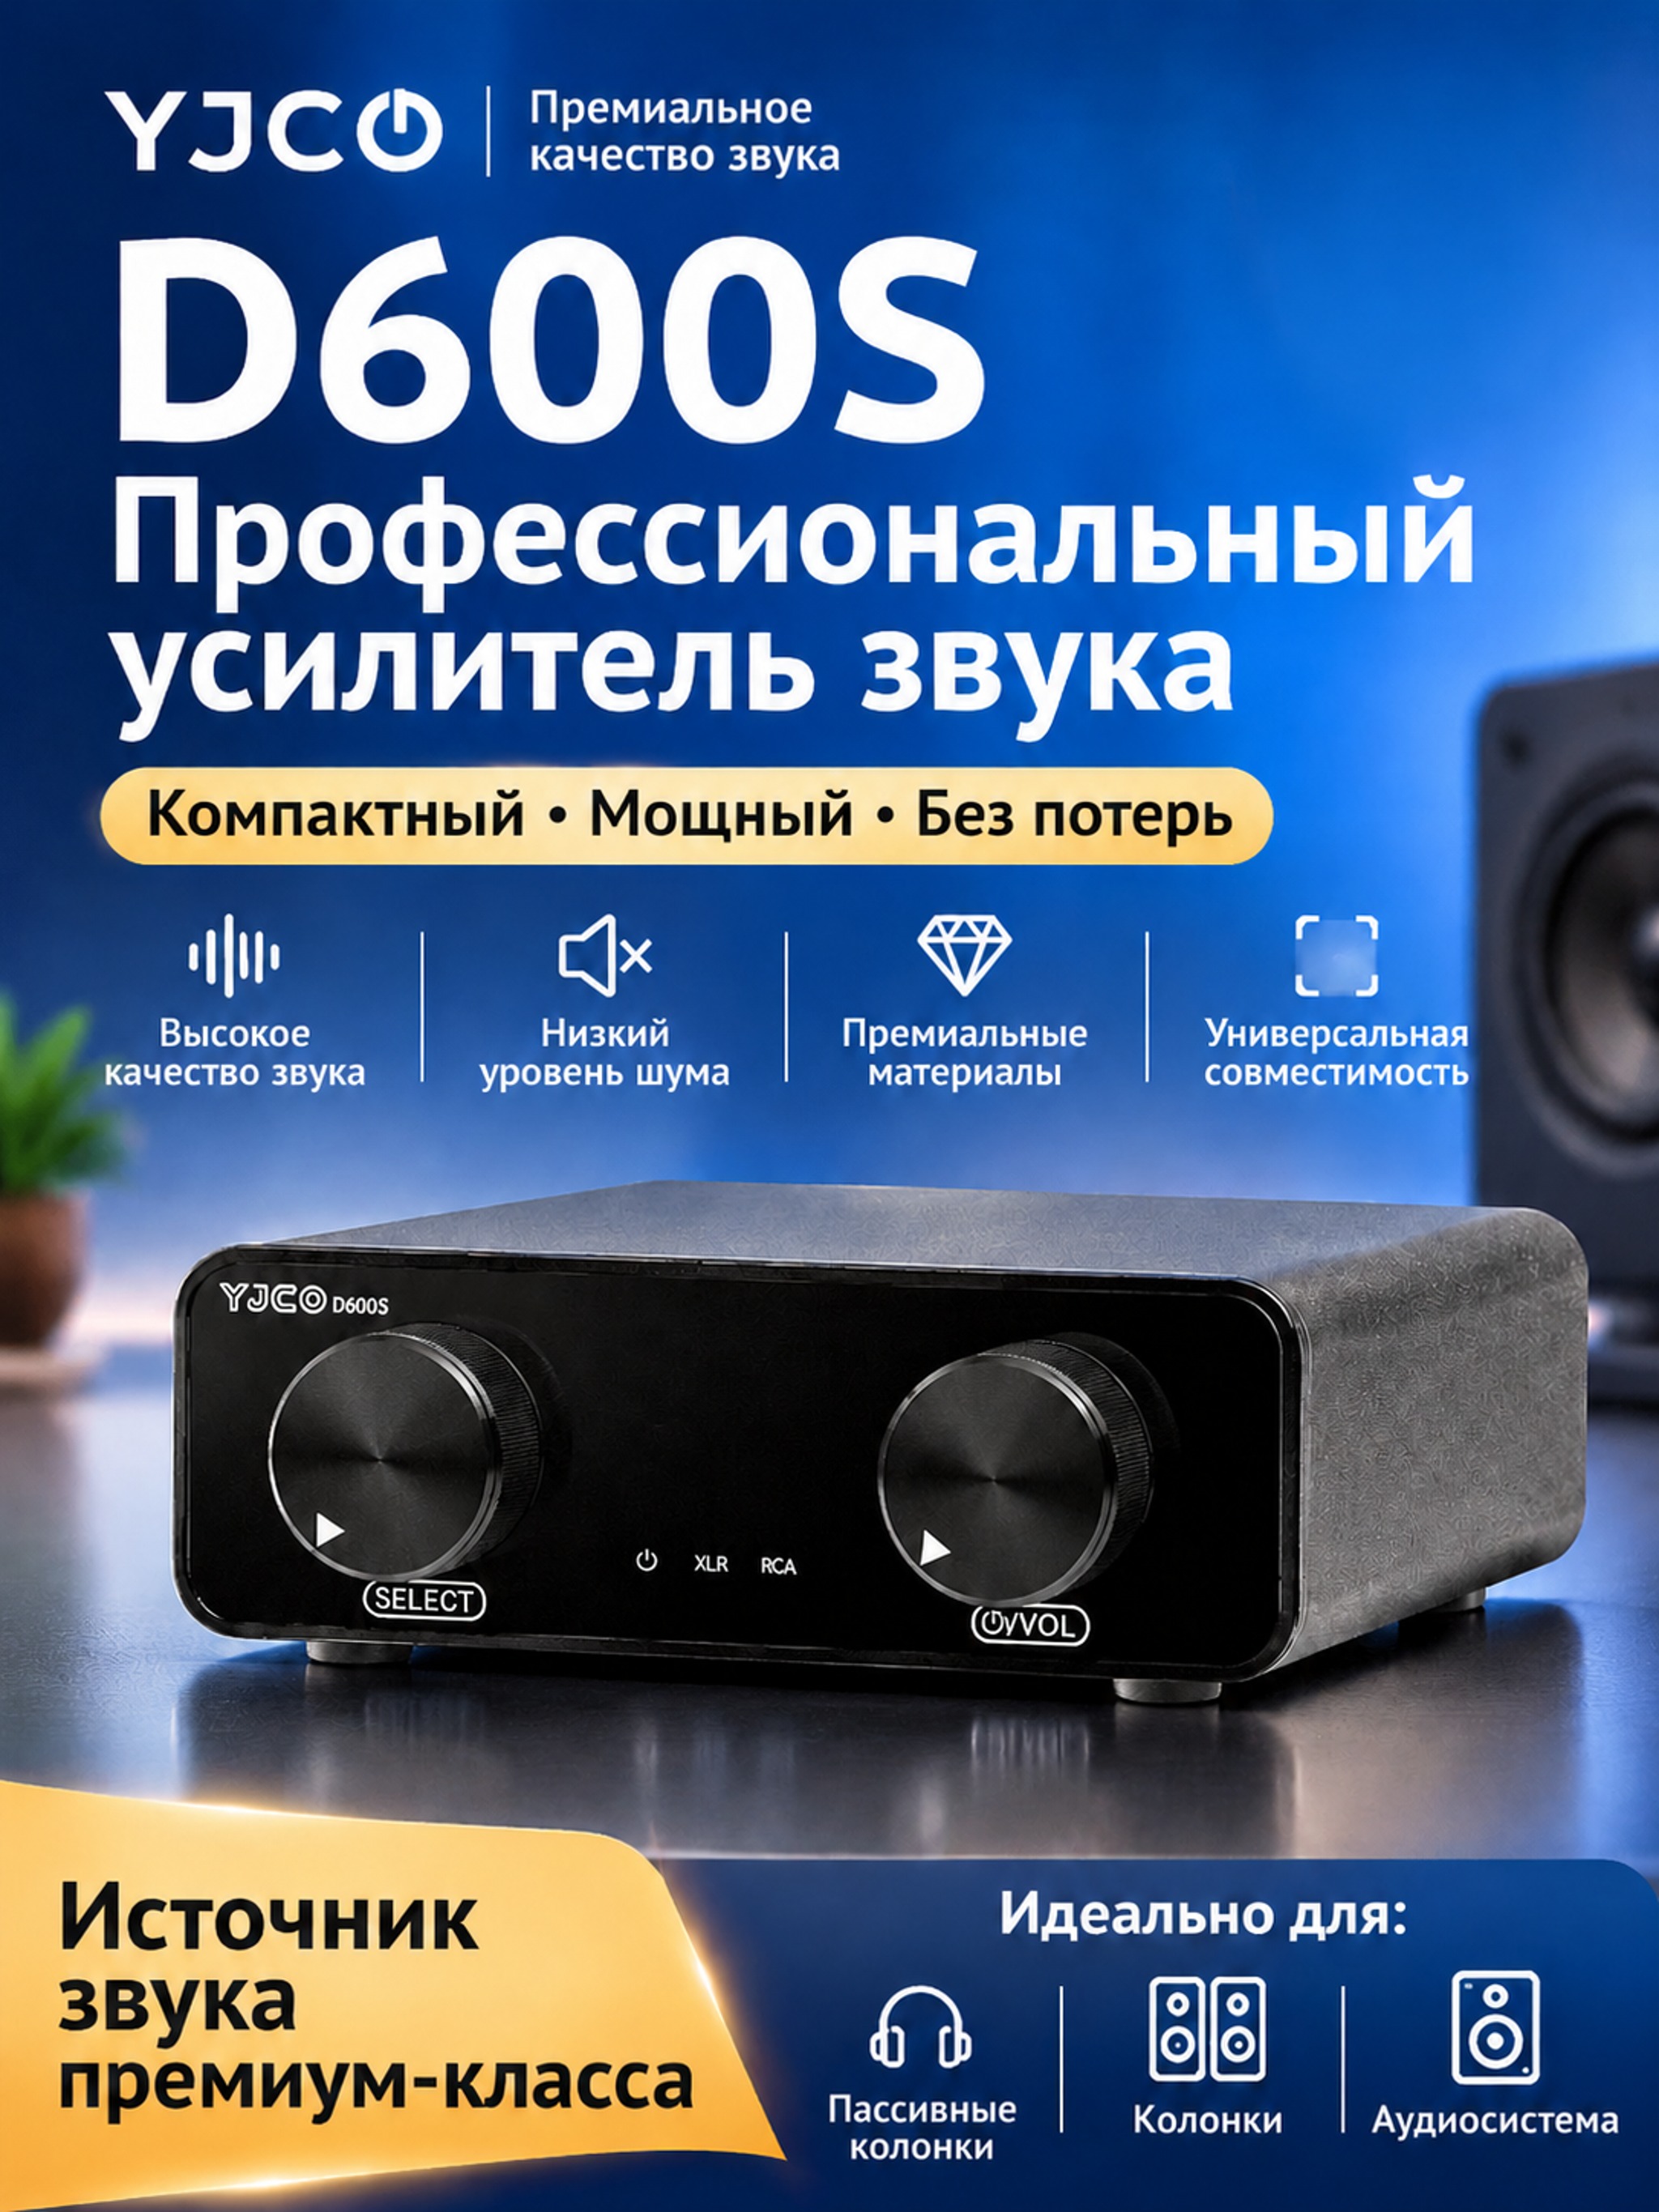 YJCO
Премиальное
качество звука
D600S
Профессиональный
усилитель звука
Компактный • Мощный • Без потерь
Высокое
качество звука
Низкий
уровень шума
Премиальные
материалы
Универсальная
совместимость
YJCO D600S
SELECT
XLR RCA
VOL
Источник
звука
премиум-класса
Идеально для:
Пассивные
колонки
Колонки
Аудиосистема